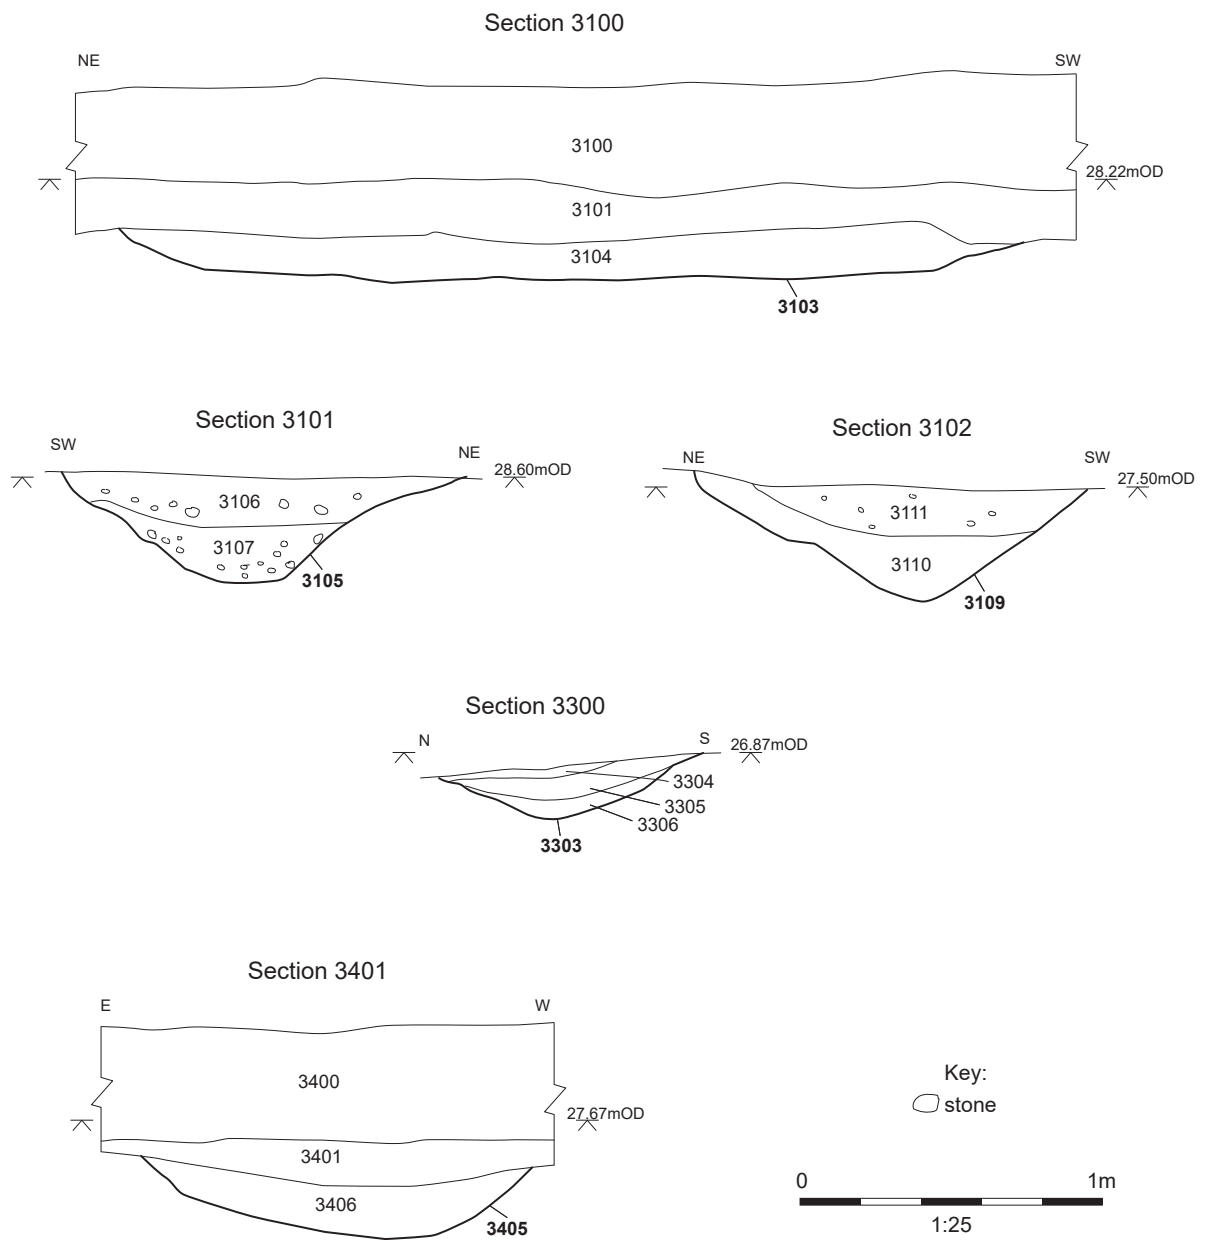 Section 3100
NE SW
3100
28.22mOD
3101
3104
3103
Section 3101
SW NE
28.60mOD
3106
3107
3105
Section 3102
NE SW
27.50mOD
3111
3110
3109
Section 3300
N S
26.87mOD
3304
3305
3306
3303
Section 3401
E W
3400
27.67mOD
3401
3406
3405
Key:
stone
0 1m
1:25